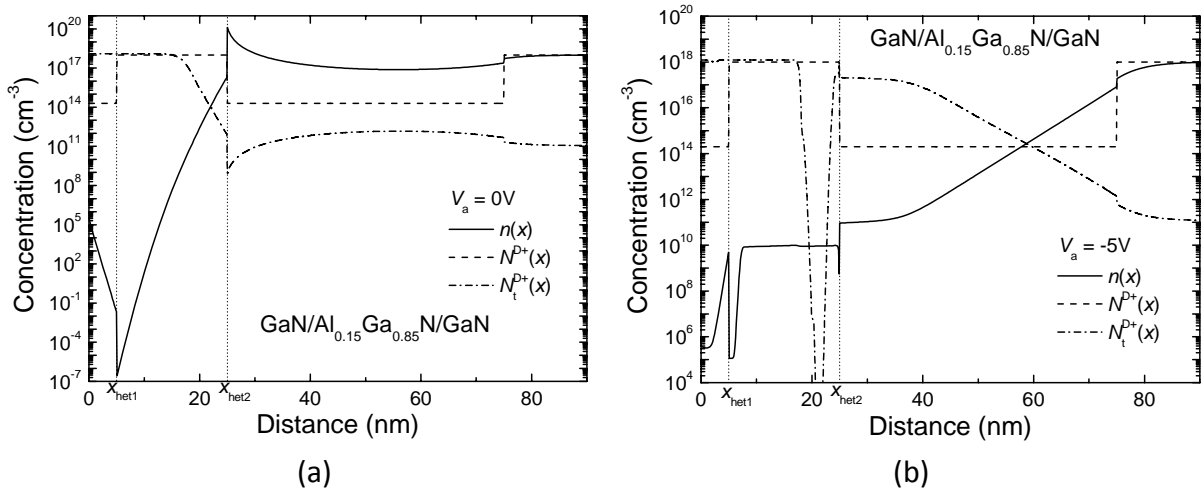 10^20
10^17
10^14
10^11
10^8
10^5
10^2
10^-1
10^-4
10^-7
Concentration (cm^-3)
V_a = 0V
n(x)
N^D+(x)
N_t^D+(x)
GaN/Al_0.15Ga_0.85N/GaN
x_het1
x_het2
0 20 40 60 80
Distance (nm)
(a)
10^20
10^18
10^16
10^14
10^12
10^10
10^8
10^6
10^4
Concentration (cm^-3)
GaN/Al_0.15Ga_0.85N/GaN
V_a = -5V
n(x)
N^D+(x)
N_t^D+(x)
x_het1
x_het2
0 20 40 60 80
Distance (nm)
(b)